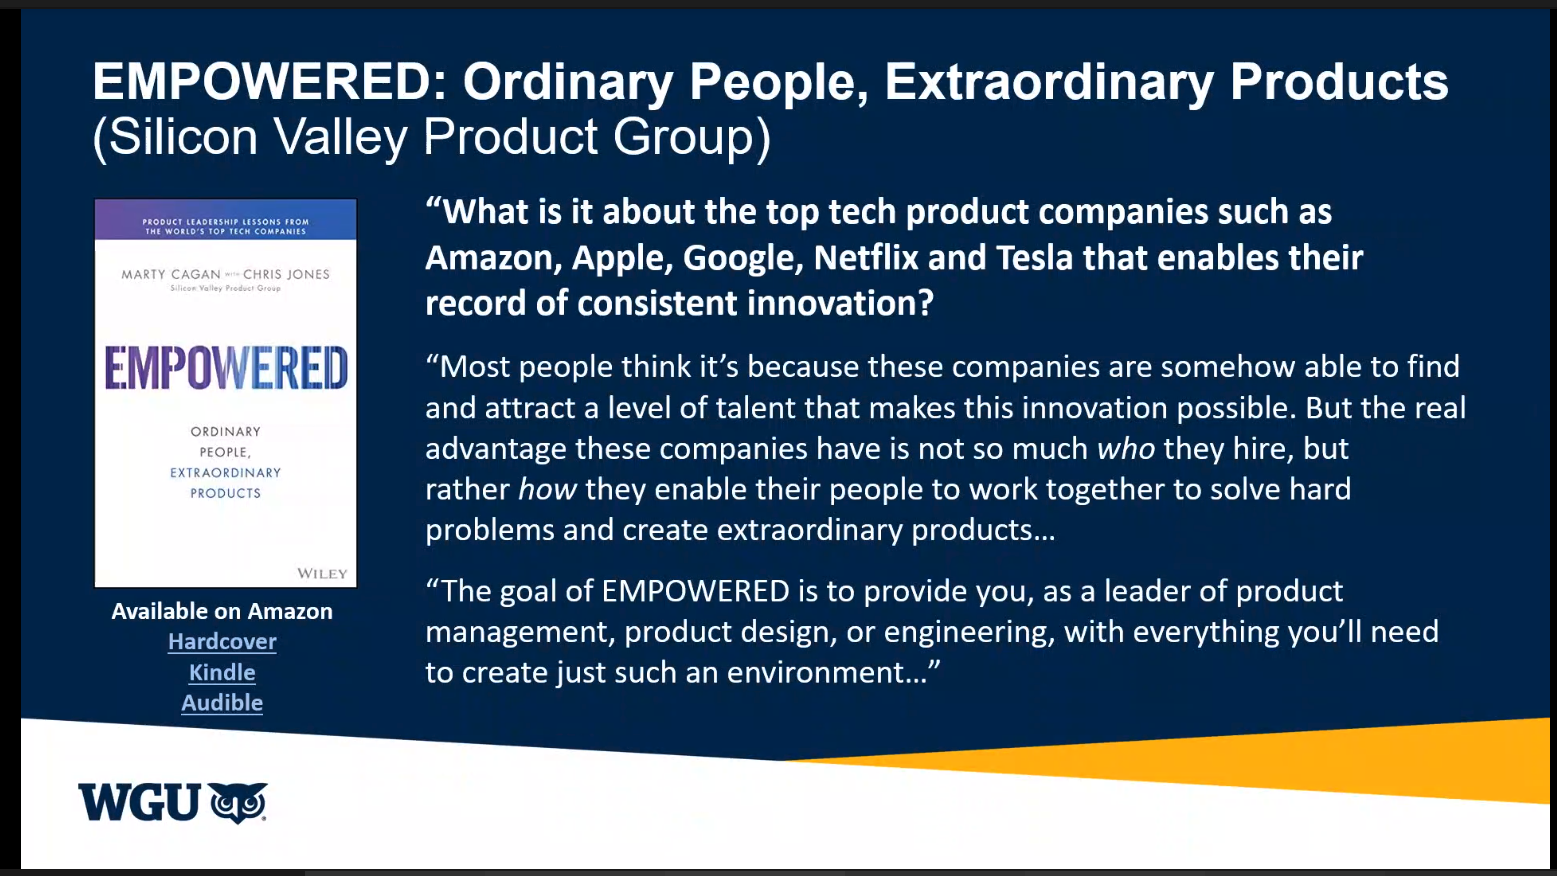 EMPOWERED: Ordinary People, Extraordinary Products
(Silicon Valley Product Group)
PRODUCT LEADERSHIP LESSONS FROM
THE WORLD'S TOP TECH COMPANIES
MARTY CAGAN WITH CHRIS JONES
Silicon Valley Product Group
EMPOWERED
ORDINARY
PEOPLE,
EXTRAORDINARY
PRODUCTS
WILEY
Available on Amazon
Hardcover
Kindle
Audible
“What is it about the top tech product companies such as
Amazon, Apple, Google, Netflix and Tesla that enables their
record of consistent innovation?
“Most people think it’s because these companies are somehow able to find
and attract a level of talent that makes this innovation possible. But the real
advantage these companies have is not so much who they hire, but
rather how they enable their people to work together to solve hard
problems and create extraordinary products…
“The goal of EMPOWERED is to provide you, as a leader of product
management, product design, or engineering, with everything you’ll need
to create just such an environment…”
WGU